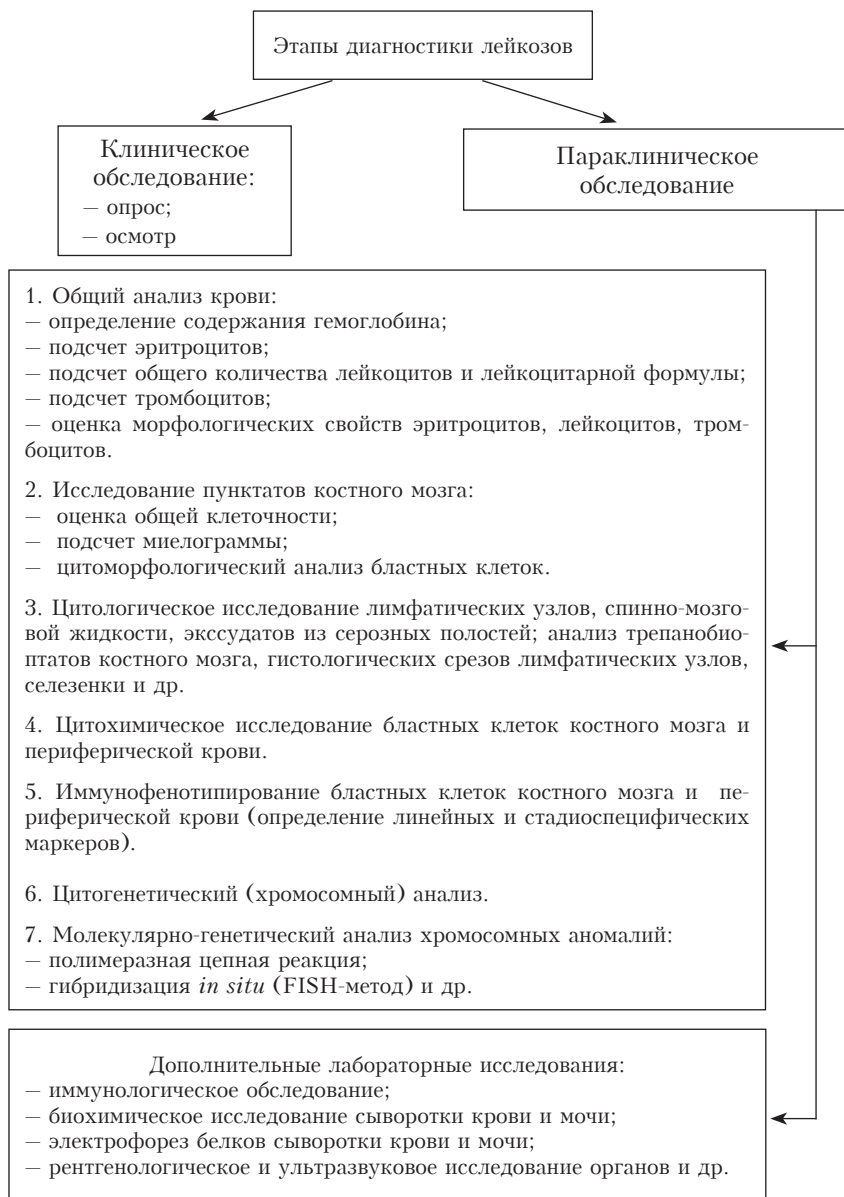 Этапы диагностики лейкозов
Клиническое
обследование:
— опрос;
— осмотр
Параклиническое
обследование
1. Общий анализ крови:
— определение содержания гемоглобина;
— подсчет эритроцитов;
— подсчет общего количества лейкоцитов и лейкоцитарной формулы;
— подсчет тромбоцитов;
— оценка морфологических свойств эритроцитов, лейкоцитов, тром-
боцитов.
2. Исследование пунктатов костного мозга:
— оценка общей клеточности;
— подсчет миелограммы;
— цитоморфологический анализ бластных клеток.
3. Цитологическое исследование лимфатических узлов, спинно-мозго-
вой жидкости, экссудатов из серозных полостей; анализ трепанобио-
птатов костного мозга, гистологических срезов лимфатических узлов,
селезенки и др.
4. Цитохимическое исследование бластных клеток костного мозга и
периферической крови.
5. Иммунофенотипирование бластных клеток костного мозга и пе-
риферической крови (определение линейных и стадиоспецифических
маркеров).
6. Цитогенетический (хромосомный) анализ.
7. Молекулярно-генетический анализ хромосомных аномалий:
— полимеразная цепная реакция;
— гибридизация in situ (FISH-метод) и др.
Дополнительные лабораторные исследования:
— иммунологическое обследование;
— биохимическое исследование сыворотки крови и мочи;
— электрофорез белков сыворотки крови и мочи;
— рентгенологическое и ультразвуковое исследование органов и др.